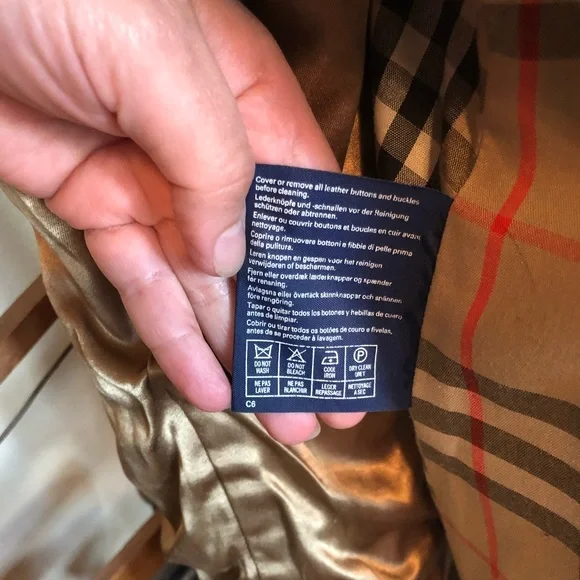 Cover or remove all leather buttons and buckles
before cleaning.
Lederknöpfe und -schnallen vor der Reinigung
schützen oder abtrennen.
Enlever ou couvrir boutons et boucles en cuir avant
nettoyage.
Coprire o rimuovere bottoni e fibbie di pelle prima
della pulitura.
Leren knopen en gespen voor het reinigen
verwijderen of beschermen.
Fjern eller overdæk læderknapper og spænder
før rensning.
Avlägsna eller övertäck skinnknappar och spännen
före rengöring.
Tapar o quitar todos los botones y hebillas de cuero
antes de limpiar.
Cobrir ou tirar todos os botões de couro e fivelas,
antes de se proceder à lavagem.
DO NOT WASH
DO NOT BLEACH
COOL IRON
P
DRY CLEAN ONLY
NE PAS LAVER
NE PAS BLANCHIR
LEGER REPASSAGE
NETTOYAGE A SEC
C6